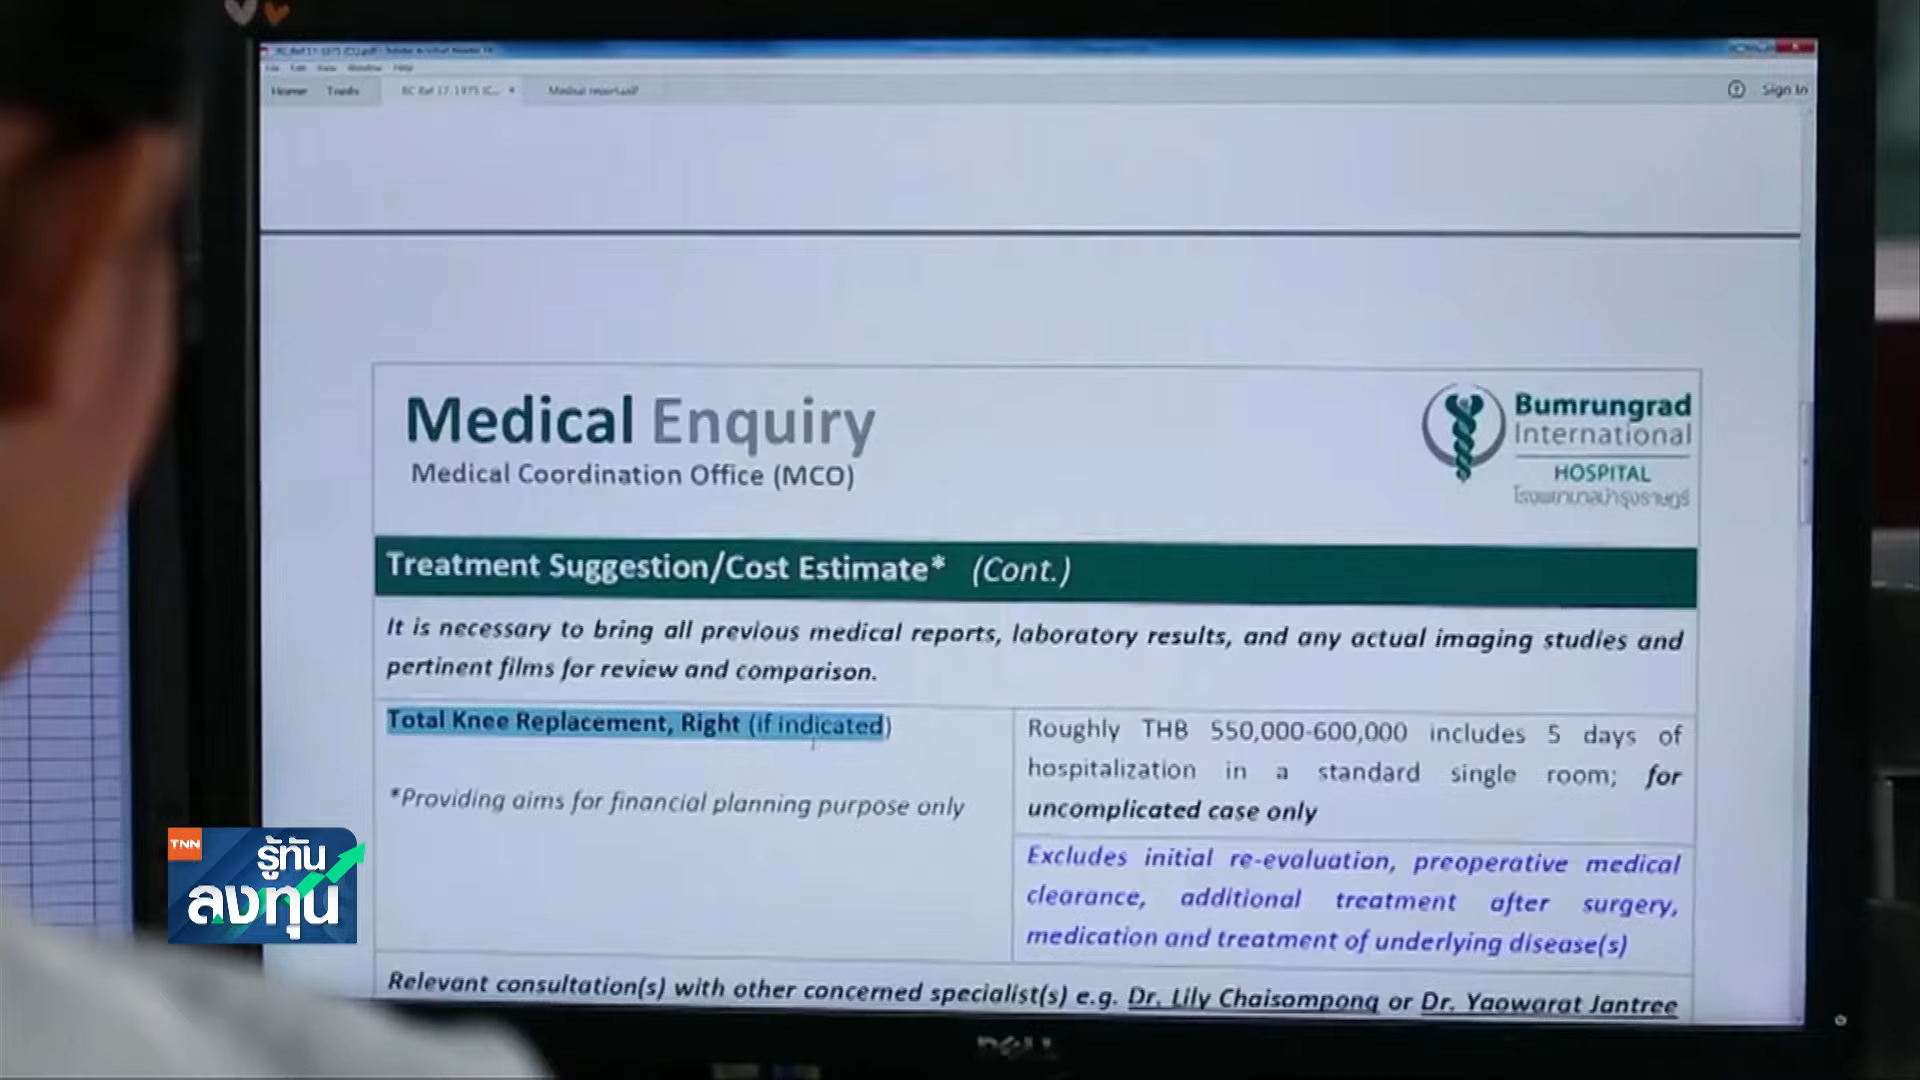 Home Tools
Sign In
Medical Enquiry
Medical Coordination Office (MCO)
Bumrungrad
International
HOSPITAL
โรงพยาบาลบำรุงราษฎร์
Treatment Suggestion/Cost Estimate* (Cont.)
It is necessary to bring all previous medical reports, laboratory results, and any actual imaging studies and
pertinent films for review and comparison.
Total Knee Replacement, Right (if indicated)
*Providing aims for financial planning purpose only
Roughly THB 550,000-600,000 includes 5 days of
hospitalization in a standard single room; for
uncomplicated case only
Excludes initial re-evaluation, preoperative medical
clearance, additional treatment after surgery,
medication and treatment of underlying disease(s)
Relevant consultation(s) with other concerned specialist(s) e.g. Dr. Lily Chaisompong or Dr. Yaowarat Jantree
TNN
รู้ทัน
ลงทุน
DELL